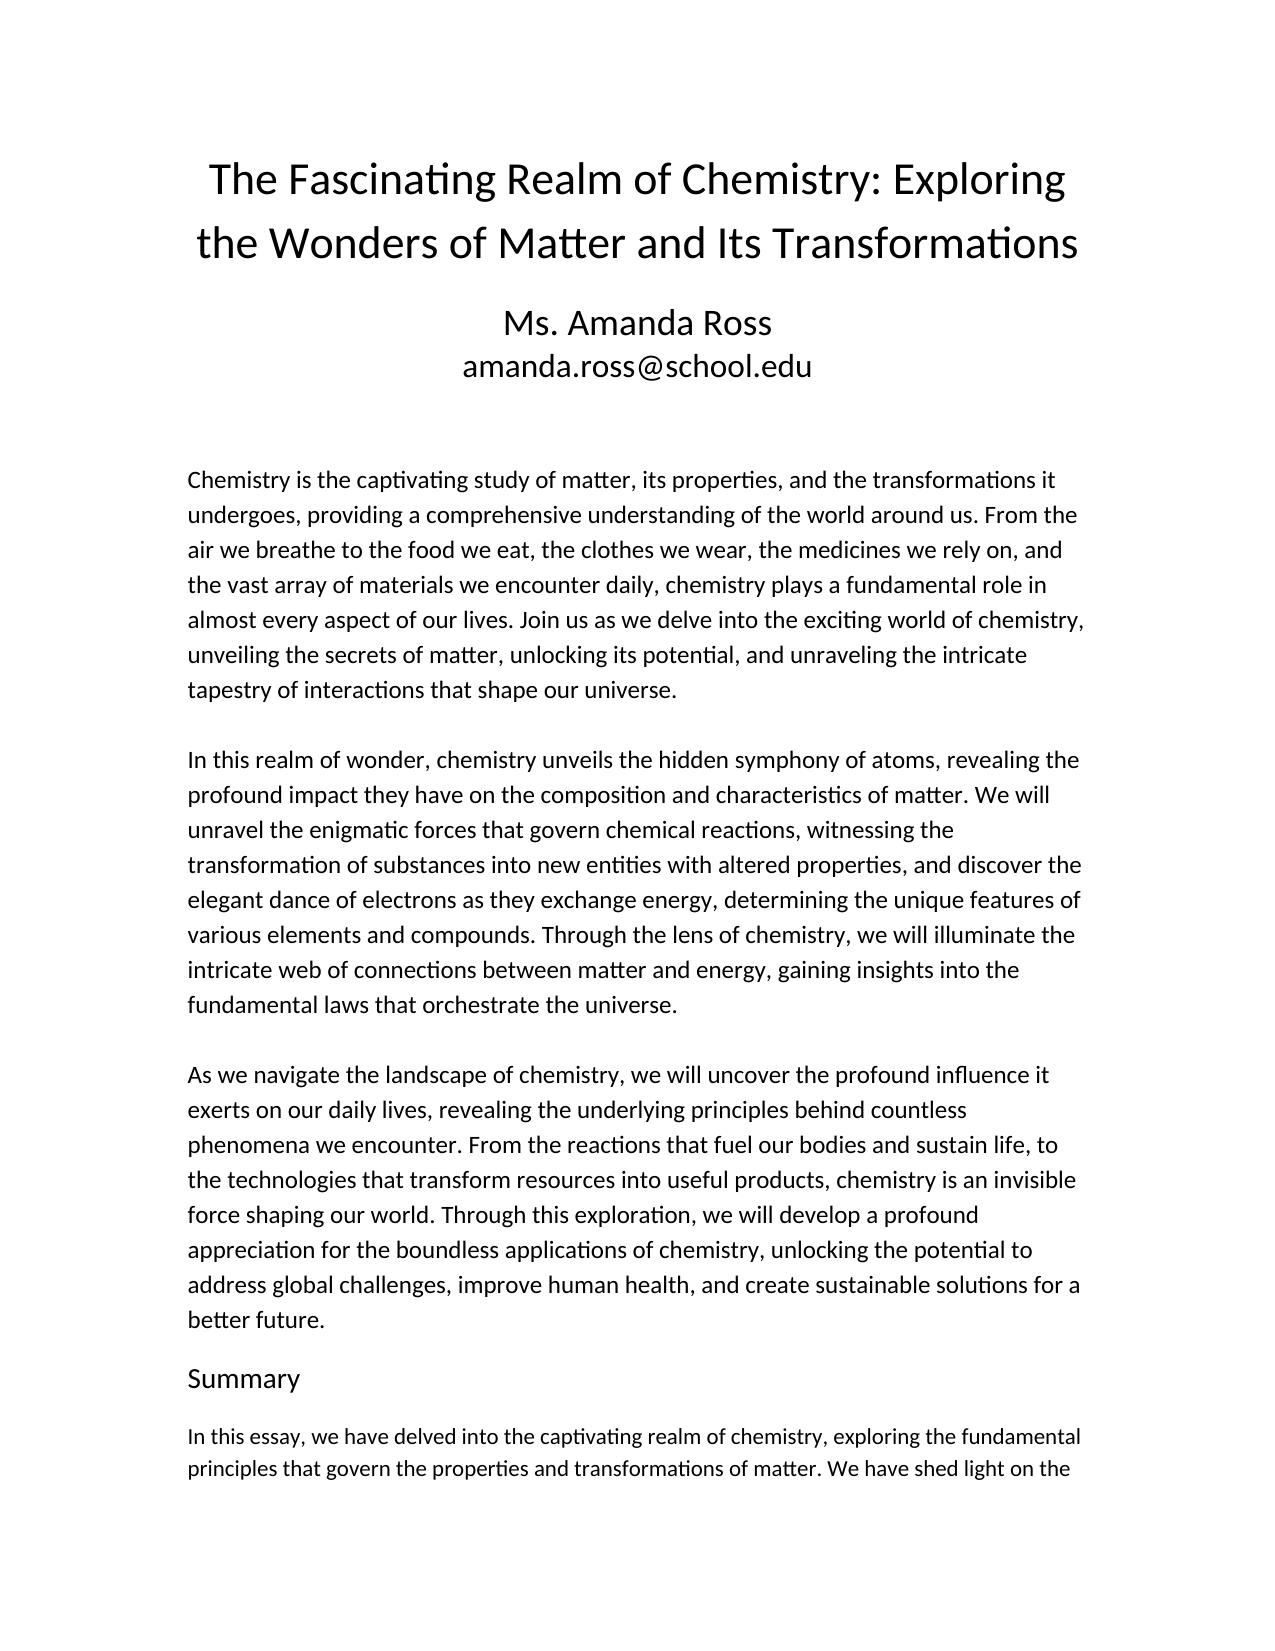 The Fascinating Realm of Chemistry: Exploring
the Wonders of Matter and Its Transformations
Ms. Amanda Ross
amanda.ross@school.edu
Chemistry is the captivating study of matter, its properties, and the transformations it
undergoes, providing a comprehensive understanding of the world around us. From the
air we breathe to the food we eat, the clothes we wear, the medicines we rely on, and
the vast array of materials we encounter daily, chemistry plays a fundamental role in
almost every aspect of our lives. Join us as we delve into the exciting world of chemistry,
unveiling the secrets of matter, unlocking its potential, and unraveling the intricate
tapestry of interactions that shape our universe.
In this realm of wonder, chemistry unveils the hidden symphony of atoms, revealing the
profound impact they have on the composition and characteristics of matter. We will
unravel the enigmatic forces that govern chemical reactions, witnessing the
transformation of substances into new entities with altered properties, and discover the
elegant dance of electrons as they exchange energy, determining the unique features of
various elements and compounds. Through the lens of chemistry, we will illuminate the
intricate web of connections between matter and energy, gaining insights into the
fundamental laws that orchestrate the universe.
As we navigate the landscape of chemistry, we will uncover the profound influence it
exerts on our daily lives, revealing the underlying principles behind countless
phenomena we encounter. From the reactions that fuel our bodies and sustain life, to
the technologies that transform resources into useful products, chemistry is an invisible
force shaping our world. Through this exploration, we will develop a profound
appreciation for the boundless applications of chemistry, unlocking the potential to
address global challenges, improve human health, and create sustainable solutions for a
better future.
Summary
In this essay, we have delved into the captivating realm of chemistry, exploring the fundamental
principles that govern the properties and transformations of matter. We have shed light on the